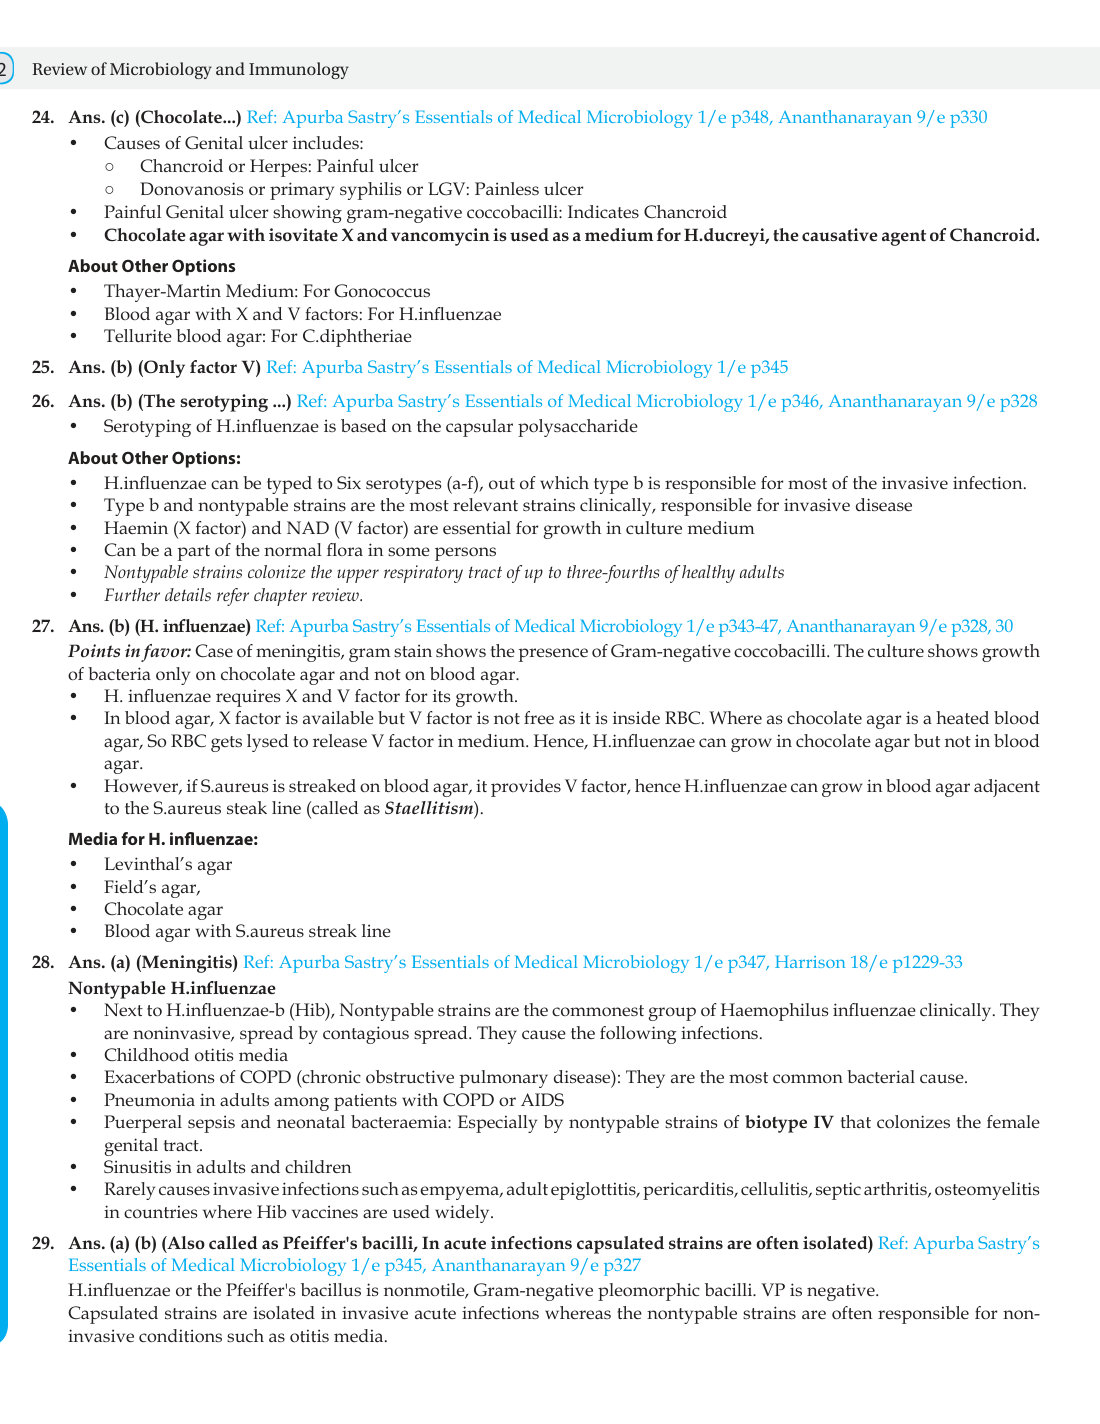 2 Review of Microbiology and Immunology
24. Ans. (c) (Chocolate...) Ref: Apurba Sastry's Essentials of Medical Microbiology 1/e p348, Ananthanarayan 9/e p330
• Causes of Genital ulcer includes:
○ Chancroid or Herpes: Painful ulcer
○ Donovanosis or primary syphilis or LGV: Painless ulcer
• Painful Genital ulcer showing gram-negative coccobacilli: Indicates Chancroid
• Chocolate agar with isovitate X and vancomycin is used as a medium for H.ducreyi, the causative agent of Chancroid.
About Other Options
• Thayer-Martin Medium: For Gonococcus
• Blood agar with X and V factors: For H.influenzae
• Tellurite blood agar: For C.diphtheriae
25. Ans. (b) (Only factor V) Ref: Apurba Sastry's Essentials of Medical Microbiology 1/e p345
26. Ans. (b) (The serotyping ...) Ref: Apurba Sastry's Essentials of Medical Microbiology 1/e p346, Ananthanarayan 9/e p328
• Serotyping of H.influenzae is based on the capsular polysaccharide
About Other Options:
• H.influenzae can be typed to Six serotypes (a-f), out of which type b is responsible for most of the invasive infection.
• Type b and nontypable strains are the most relevant strains clinically, responsible for invasive disease
• Haemin (X factor) and NAD (V factor) are essential for growth in culture medium
• Can be a part of the normal flora in some persons
• Nontypable strains colonize the upper respiratory tract of up to three-fourths of healthy adults
• Further details refer chapter review.
27. Ans. (b) (H. influenzae) Ref: Apurba Sastry's Essentials of Medical Microbiology 1/e p343-47, Ananthanarayan 9/e p328, 30
Points in favor: Case of meningitis, gram stain shows the presence of Gram-negative coccobacilli. The culture shows growth
of bacteria only on chocolate agar and not on blood agar.
• H. influenzae requires X and V factor for its growth.
• In blood agar, X factor is available but V factor is not free as it is inside RBC. Where as chocolate agar is a heated blood
agar, So RBC gets lysed to release V factor in medium. Hence, H.influenzae can grow in chocolate agar but not in blood
agar.
• However, if S.aureus is streaked on blood agar, it provides V factor, hence H.influenzae can grow in blood agar adjacent
to the S.aureus steak line (called as Staellitism).
Media for H. influenzae:
• Levinthal's agar
• Field's agar,
• Chocolate agar
• Blood agar with S.aureus streak line
28. Ans. (a) (Meningitis) Ref: Apurba Sastry's Essentials of Medical Microbiology 1/e p347, Harrison 18/e p1229-33
Nontypable H.influenzae
• Next to H.influenzae-b (Hib), Nontypable strains are the commonest group of Haemophilus influenzae clinically. They
are noninvasive, spread by contagious spread. They cause the following infections.
• Childhood otitis media
• Exacerbations of COPD (chronic obstructive pulmonary disease): They are the most common bacterial cause.
• Pneumonia in adults among patients with COPD or AIDS
• Puerperal sepsis and neonatal bacteraemia: Especially by nontypable strains of biotype IV that colonizes the female
genital tract.
• Sinusitis in adults and children
• Rarely causes invasive infections such as empyema, adult epiglottitis, pericarditis, cellulitis, septic arthritis, osteomyelitis
in countries where Hib vaccines are used widely.
29. Ans. (a) (b) (Also called as Pfeiffer's bacilli, In acute infections capsulated strains are often isolated) Ref: Apurba Sastry's
Essentials of Medical Microbiology 1/e p345, Ananthanarayan 9/e p327
H.influenzae or the Pfeiffer's bacillus is nonmotile, Gram-negative pleomorphic bacilli. VP is negative.
Capsulated strains are isolated in invasive acute infections whereas the nontypable strains are often responsible for non-
invasive conditions such as otitis media.